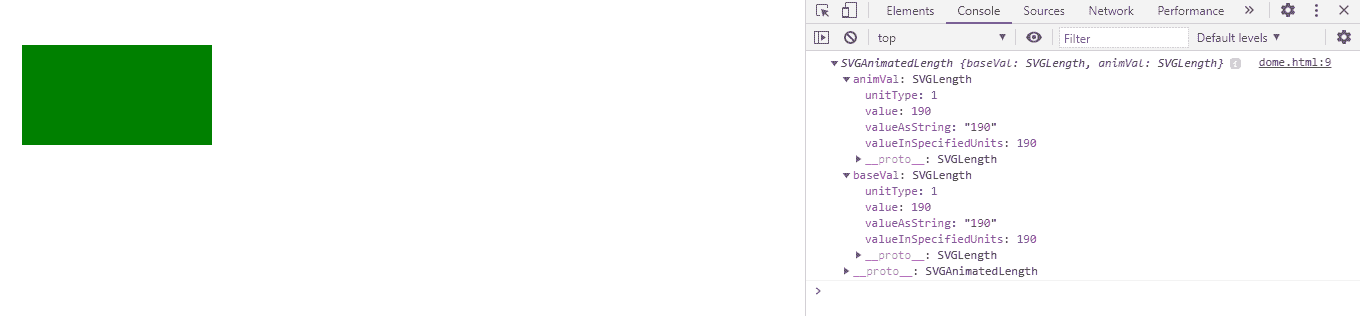 Elements Console Sources Network Performance »
top Filter Default levels
SVGAnimatedLength {baseVal: SVGLength, animVal: SVGLength} i dome.html:9
animVal: SVGLength
unitType: 1
value: 190
valueAsString: "190"
valueInSpecifiedUnits: 190
__proto__: SVGLength
baseVal: SVGLength
unitType: 1
value: 190
valueAsString: "190"
valueInSpecifiedUnits: 190
__proto__: SVGLength
__proto__: SVGAnimatedLength
>